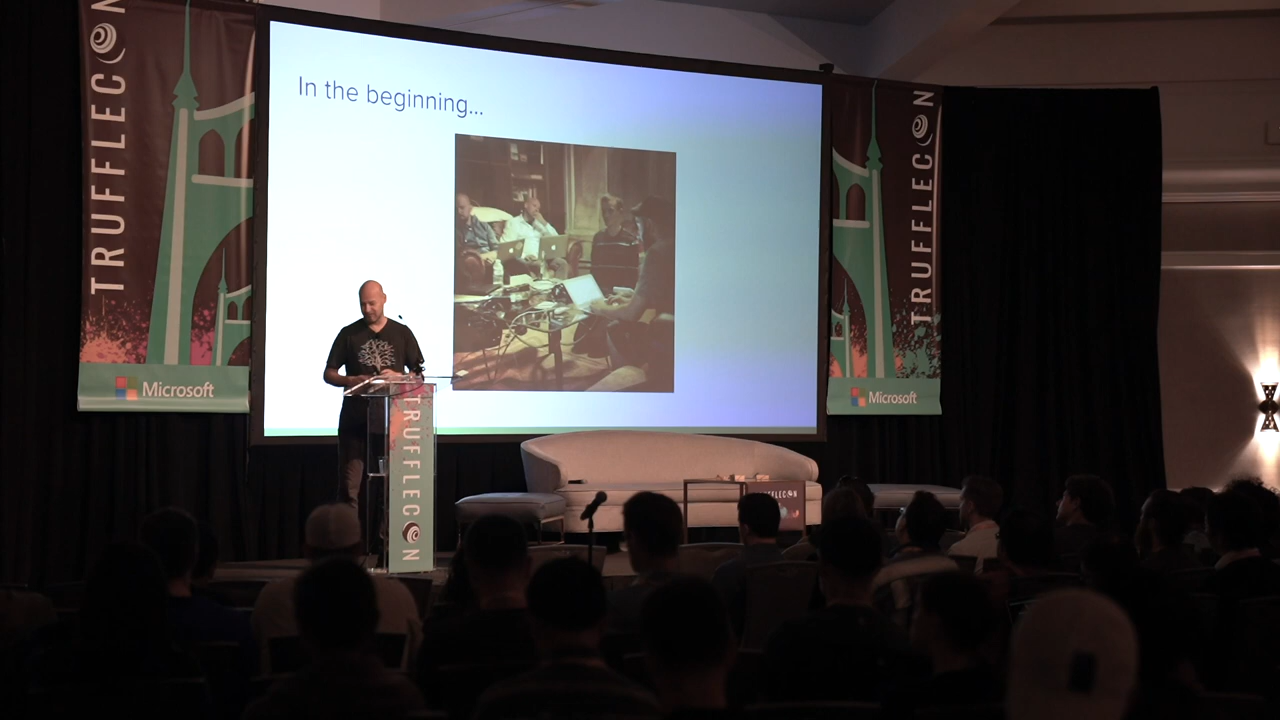 TRUFFLECON
Microsoft
In the beginning...
TRUFFLECON
Microsoft
TRUFFLECON